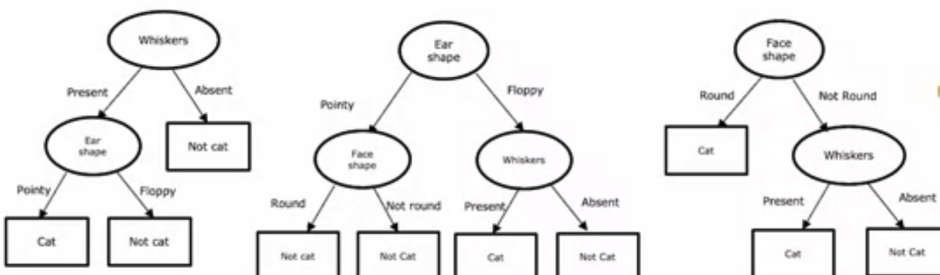 Whiskers
Present
Absent
Ear
shape
Not cat
Pointy
Floppy
Cat
Not cat
Ear
shape
Pointy
Floppy
Face
shape
Whiskers
Round
Not round
Present
Absent
Not cat
Not Cat
Cat
Not Cat
Face
shape
Round
Not Round
Cat
Whiskers
Present
Absent
Cat
Not Cat